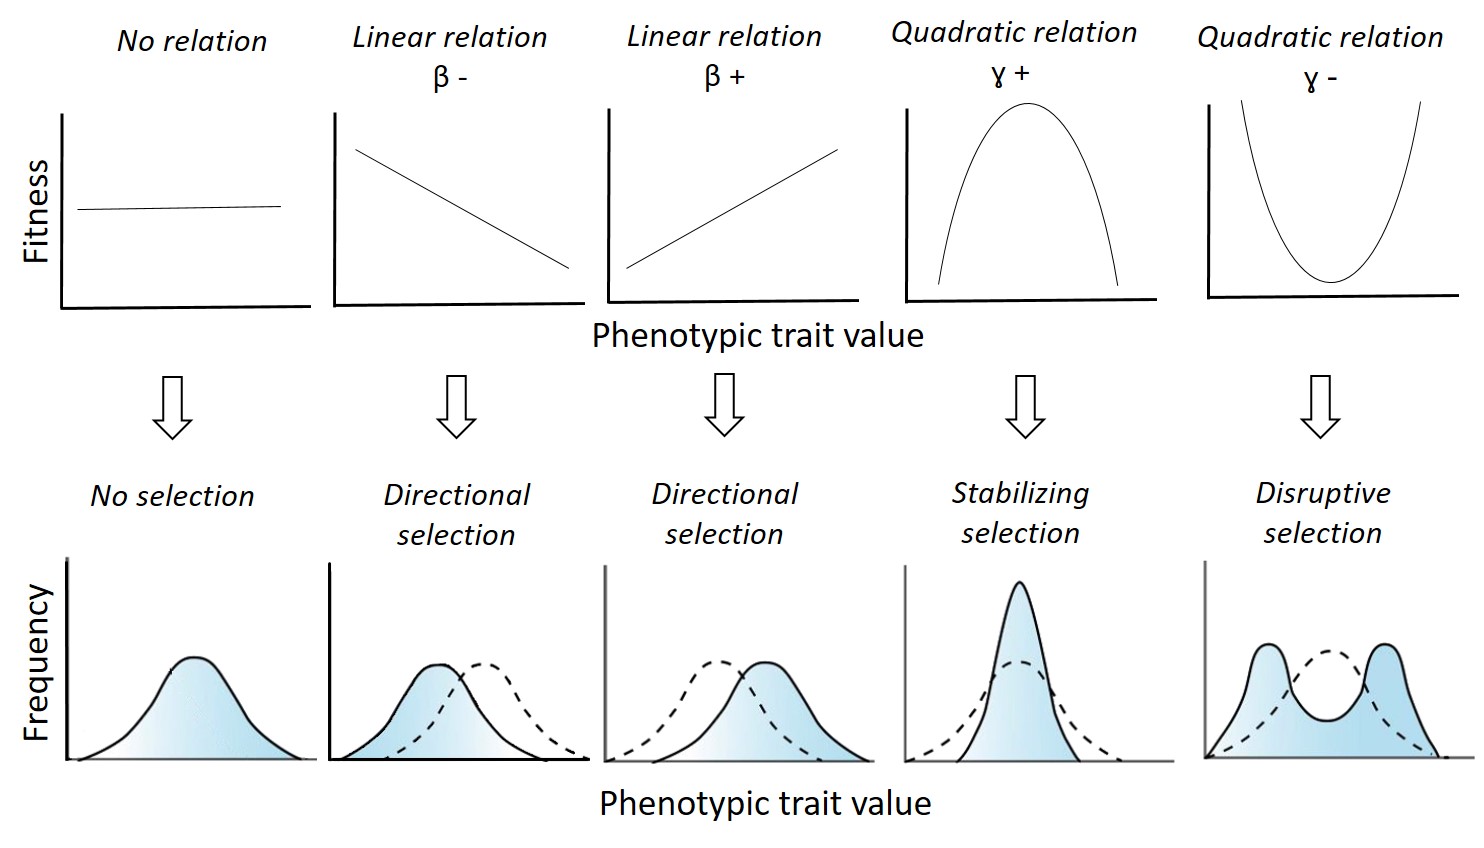 No relation
Linear relation
β -
Linear relation
β +
Quadratic relation
ɣ +
Quadratic relation
ɣ -
Fitness
Phenotypic trait value
No selection
Directional
selection
Directional
selection
Stabilizing
selection
Disruptive
selection
Frequency
Phenotypic trait value